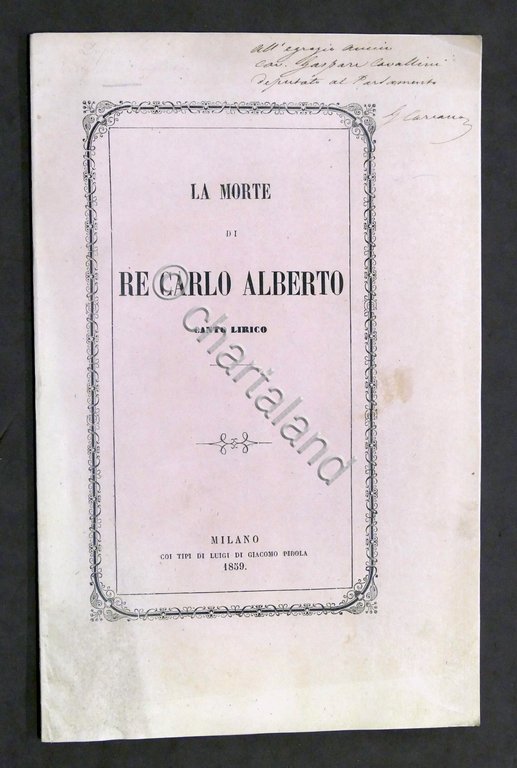 All'egregio amico
cav. Gaspare Cavallini
deputato al Parlamento
LA MORTE
DI
RE CARLO ALBERTO
CANTO LIRICO
© chartaland
MILANO
COI TIPI DI LUIGI DI GIACOMO PIROLA
1859.